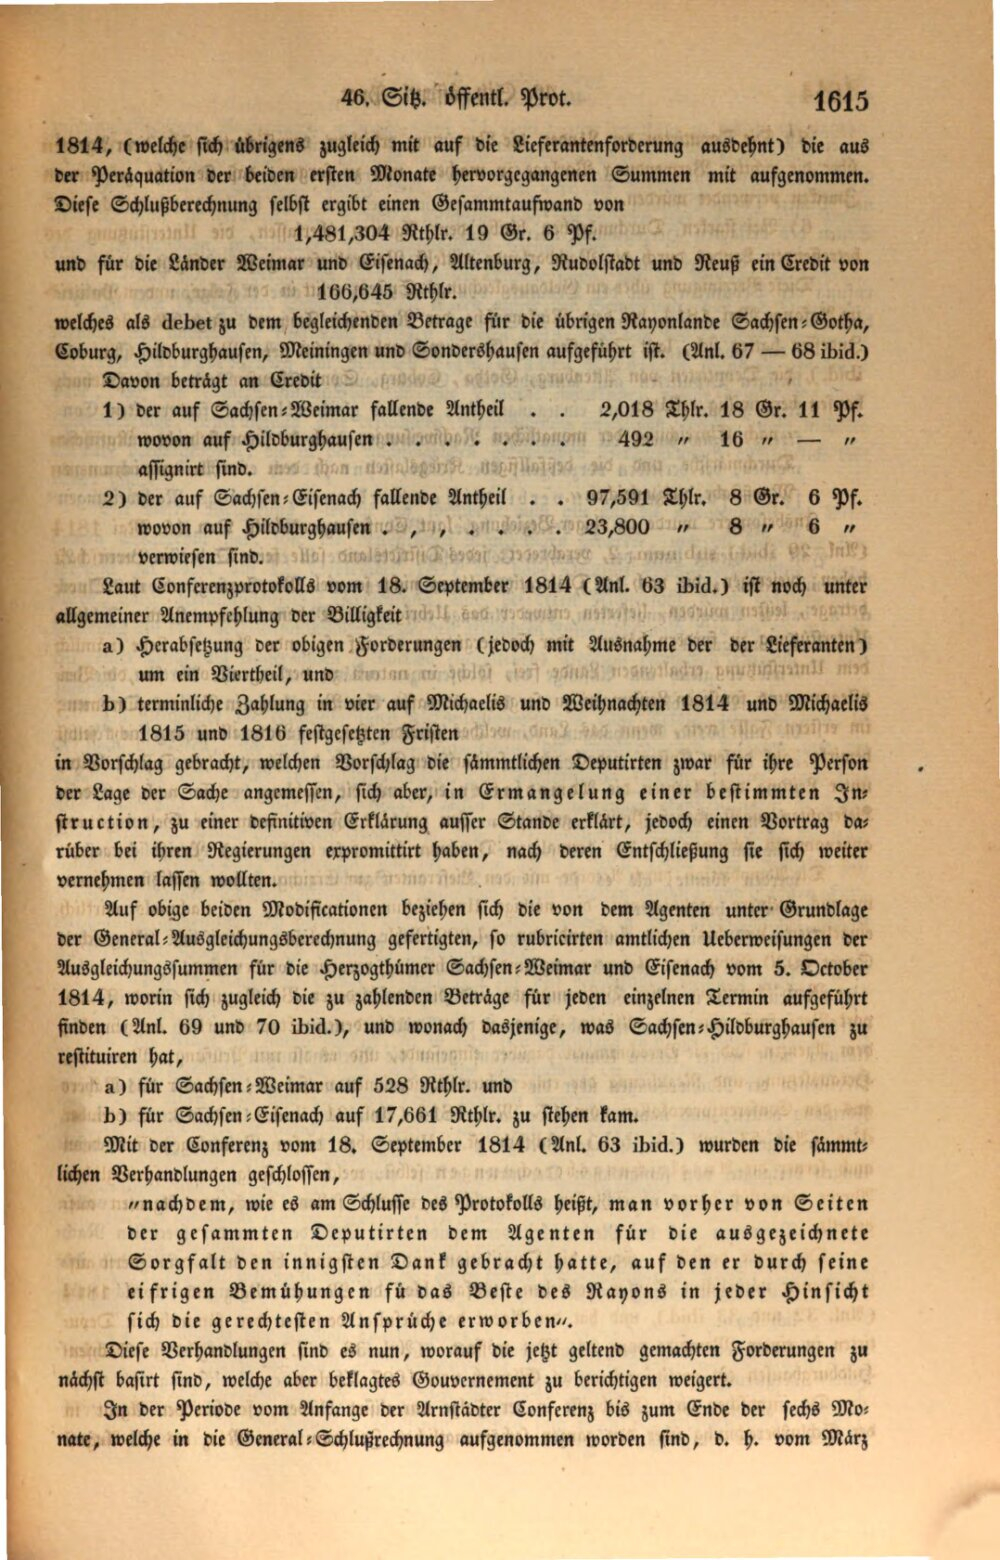 46. Sitz. öffentl. Prot. 1615
1814, (welche sich übrigens zugleich mit auf die Lieferantenforderung ausdehnt) die aus
der Peräquation der beiden ersten Monate hervorgegangenen Summen mit aufgenommen.
Diese Schlußberechnung selbst ergibt einen Gesammtaufwand von
1,481,304 Rthlr. 19 Gr. 6 Pf.
und für die Länder Weimar und Eisenach, Altenburg, Rudolstadt und Reuß ein Credit von
166,645 Rthlr.
welches als debet zu dem begleichenden Betrage für die übrigen Rayonlande Sachsen-Gotha,
Coburg, Hildburghausen, Meiningen und Sondershausen aufgeführt ist. (Anl. 67 — 68 ibid.)
Davon beträgt an Credit
1) der auf Sachsen-Weimar fallende Antheil . . 2,018 Thlr. 18 Gr. 11 Pf.
wovon auf Hildburghausen . . . . . . . 492 „ 16 „ — „
assignirt sind.
2) der auf Sachsen-Eisenach fallende Antheil . . 97,591 Thlr. 8 Gr. 6 Pf.
wovon auf Hildburghausen . , , . . . . 23,800 „ 8 „ 6 „
verwiesen sind.
Laut Conferenzprotokolls vom 18. September 1814 (Anl. 63 ibid.) ist noch unter
allgemeiner Anempfehlung der Billigkeit
a) Herabsetzung der obigen Forderungen (jedoch mit Ausnahme der der Lieferanten)
um ein Viertheil, und
b) terminliche Zahlung in vier auf Michaelis und Weihnachten 1814 und Michaelis
1815 und 1816 festgesetzten Fristen
in Vorschlag gebracht, welchen Vorschlag die sämmtlichen Deputirten zwar für ihre Person
der Lage der Sache angemessen, sich aber, in Ermangelung einer bestimmten In-
struction, zu einer definitiven Erklärung ausser Stande erklärt, jedoch einen Vortrag da-
rüber bei ihren Regierungen expromittirt haben, nach deren Entschließung sie sich weiter
vernehmen lassen wollten.
Auf obige beiden Modificationen beziehen sich die von dem Agenten unter Grundlage
der General-Ausgleichungsberechnung gefertigten, so rubricirten amtlichen Ueberweisungen der
Ausgleichungssummen für die Herzogthümer Sachsen-Weimar und Eisenach vom 5. October
1814, worin sich zugleich die zu zahlenden Beträge für jeden einzelnen Termin aufgeführt
finden (Anl. 69 und 70 ibid.), und wonach dasjenige, was Sachsen-Hildburghausen zu
restituiren hat,
a) für Sachsen-Weimar auf 528 Rthlr. und
b) für Sachsen-Eisenach auf 17,661 Rthlr. zu stehen kam.
Mit der Conferenz vom 18. September 1814 (Anl. 63 ibid.) wurden die sämmt-
lichen Verhandlungen geschlossen,
„nachdem, wie es am Schlusse des Protokolls heißt, man vorher von Seiten
der gesammten Deputirten dem Agenten für die ausgezeichnete
Sorgfalt den innigsten Dank gebracht hatte, auf den er durch seine
eifrigen Bemühungen fü das Beste des Rayons in jeder Hinsicht
sich die gerechtesten Ansprüche erworben„.
Diese Verhandlungen sind es nun, worauf die jetzt geltend gemachten Forderungen zu
nächst basirt sind, welche aber beklagtes Gouvernement zu berichtigen weigert.
In der Periode vom Anfange der Arnstädter Conferenz bis zum Ende der sechs Mo-
nate, welche in die General-Schlußrechnung aufgenommen worden sind, d. h. vom März